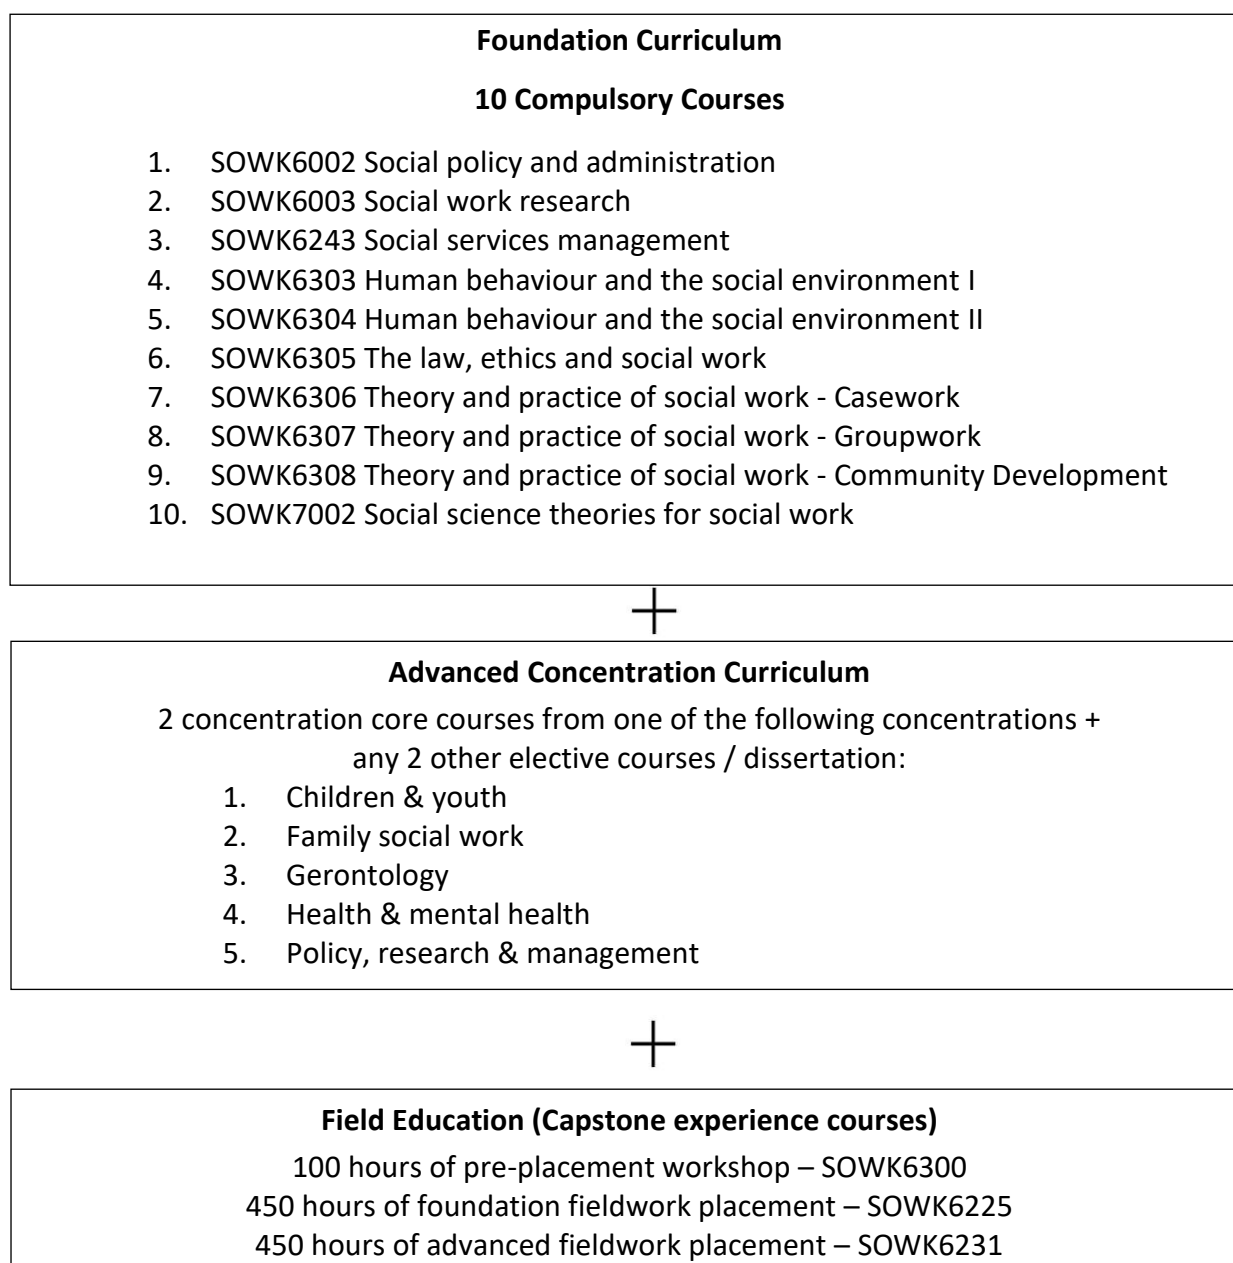 Foundation Curriculum
10 Compulsory Courses
1. SOWK6002 Social policy and administration
2. SOWK6003 Social work research
3. SOWK6243 Social services management
4. SOWK6303 Human behaviour and the social environment I
5. SOWK6304 Human behaviour and the social environment II
6. SOWK6305 The law, ethics and social work
7. SOWK6306 Theory and practice of social work - Casework
8. SOWK6307 Theory and practice of social work - Groupwork
9. SOWK6308 Theory and practice of social work - Community Development
10. SOWK7002 Social science theories for social work
+
Advanced Concentration Curriculum
2 concentration core courses from one of the following concentrations +
any 2 other elective courses / dissertation:
1. Children & youth
2. Family social work
3. Gerontology
4. Health & mental health
5. Policy, research & management
+
Field Education (Capstone experience courses)
100 hours of pre-placement workshop – SOWK6300
450 hours of foundation fieldwork placement – SOWK6225
450 hours of advanced fieldwork placement – SOWK6231